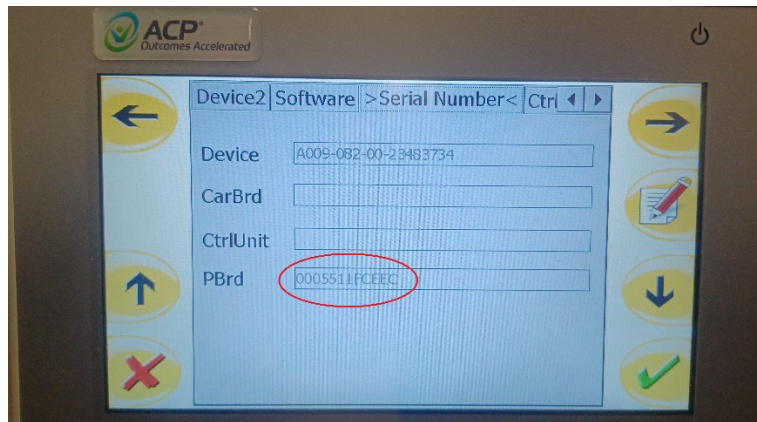 ACP®
Outcomes Accelerated
Device2 Software >Serial Number< Ctrl
Device A009-082-00-23483734
CarBrd
CtrlUnit
PBrd 0005511FCEEC